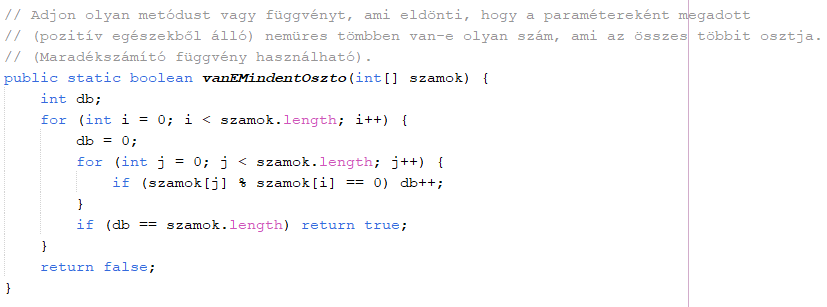 // Adjon olyan metódust vagy függvényt, ami eldönti, hogy a paramétereként megadott
// (pozitív egészekből álló) nemüres tömbben van-e olyan szám, ami az összes többit osztja.
// (Maradékszámító függvény használható).
public static boolean vanEMindentOszto(int[] szamok) {
    int db;
    for (int i = 0; i < szamok.length; i++) {
        db = 0;
        for (int j = 0; j < szamok.length; j++) {
            if (szamok[j] % szamok[i] == 0) db++;
        }
        if (db == szamok.length) return true;
    }
    return false;
}